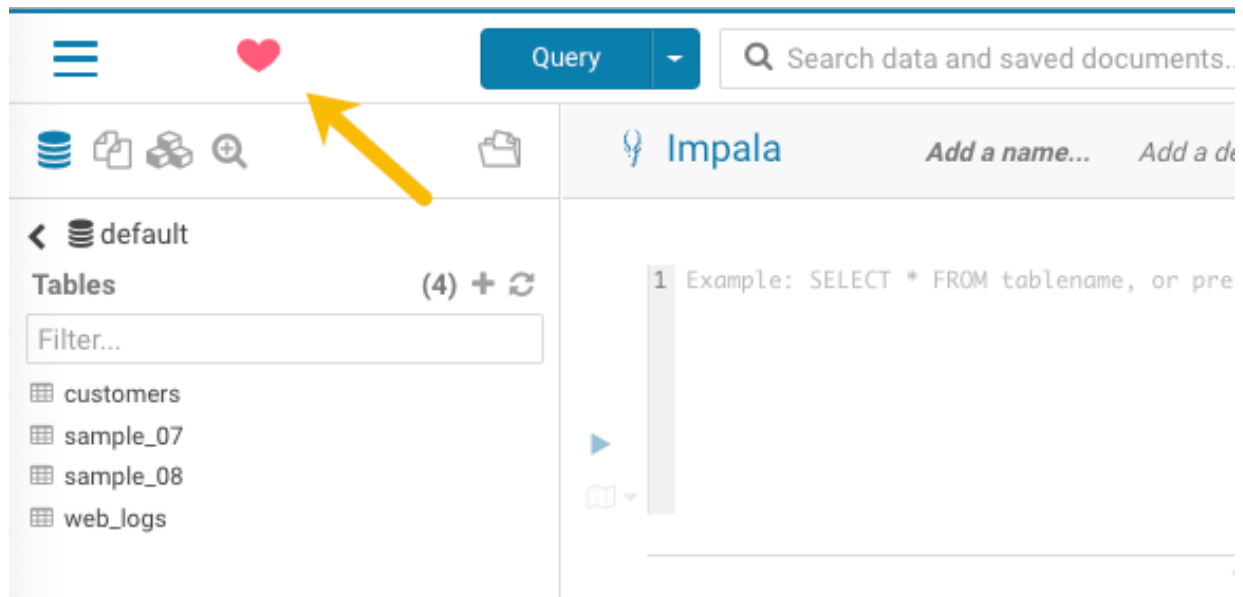 Query
Search data and saved documents...
Impala
Add a name...
Add a de
default
Tables (4)
Filter...
customers
sample_07
sample_08
web_logs
1 Example: SELECT * FROM tablename, or pre